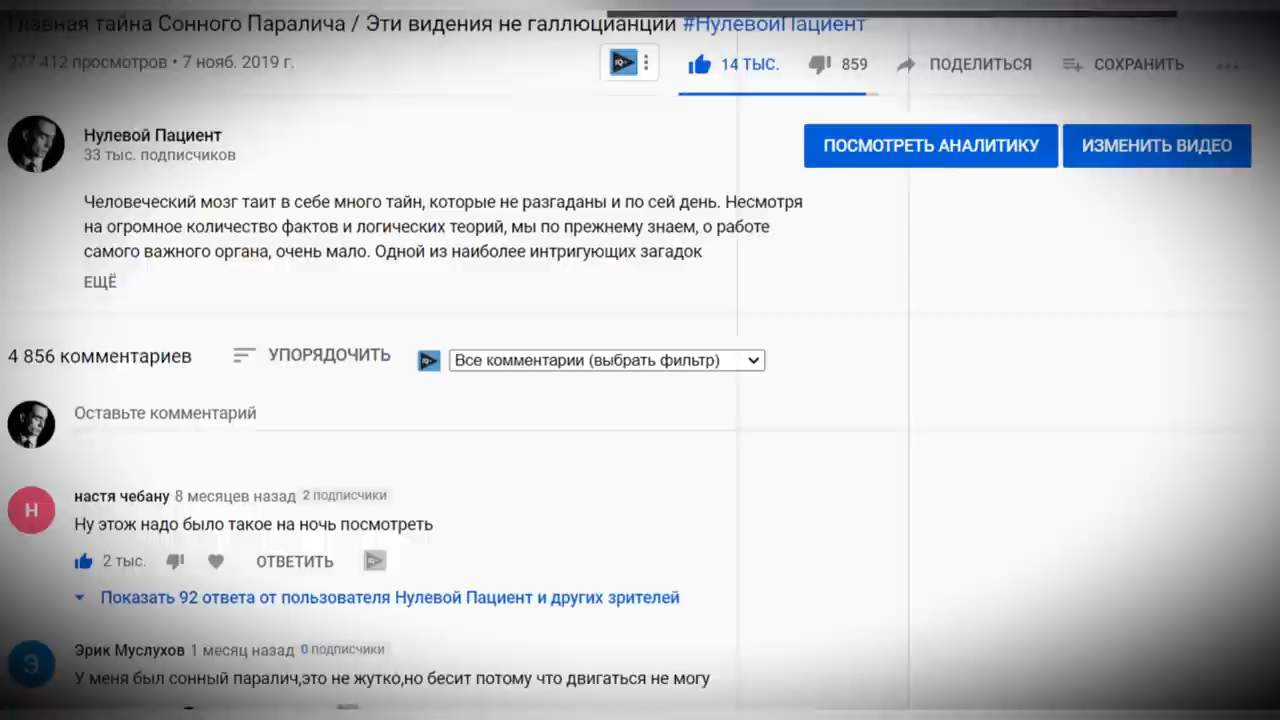 Главная тайна Сонного Паралича / Эти видения не галлюцианции #НулевойПациент
277 412 просмотров • 7 нояб. 2019 г.
14 ТЫС.
859
ПОДЕЛИТЬСЯ
СОХРАНИТЬ
Нулевой Пациент
33 тыс. подписчиков
ПОСМОТРЕТЬ АНАЛИТИКУ
ИЗМЕНИТЬ ВИДЕО
Человеческий мозг таит в себе много тайн, которые не разгаданы и по сей день. Несмотря
на огромное количество фактов и логических теорий, мы по прежнему знаем, о работе
самого важного органа, очень мало. Одной из наиболее интригующих загадок
ЕЩЁ
4 856 комментариев
УПОРЯДОЧИТЬ
Все комментарии (выбрать фильтр)
Оставьте комментарий
Н
настя чебану 8 месяцев назад 2 подписчики
Ну этож надо было такое на ночь посмотреть
2 тыс.
ОТВЕТИТЬ
Показать 92 ответа от пользователя Нулевой Пациент и других зрителей
Э
Эрик Муслухов 1 месяц назад 0 подписчики
У меня был сонный паралич,это не жутко,но бесит потому что двигаться не могу